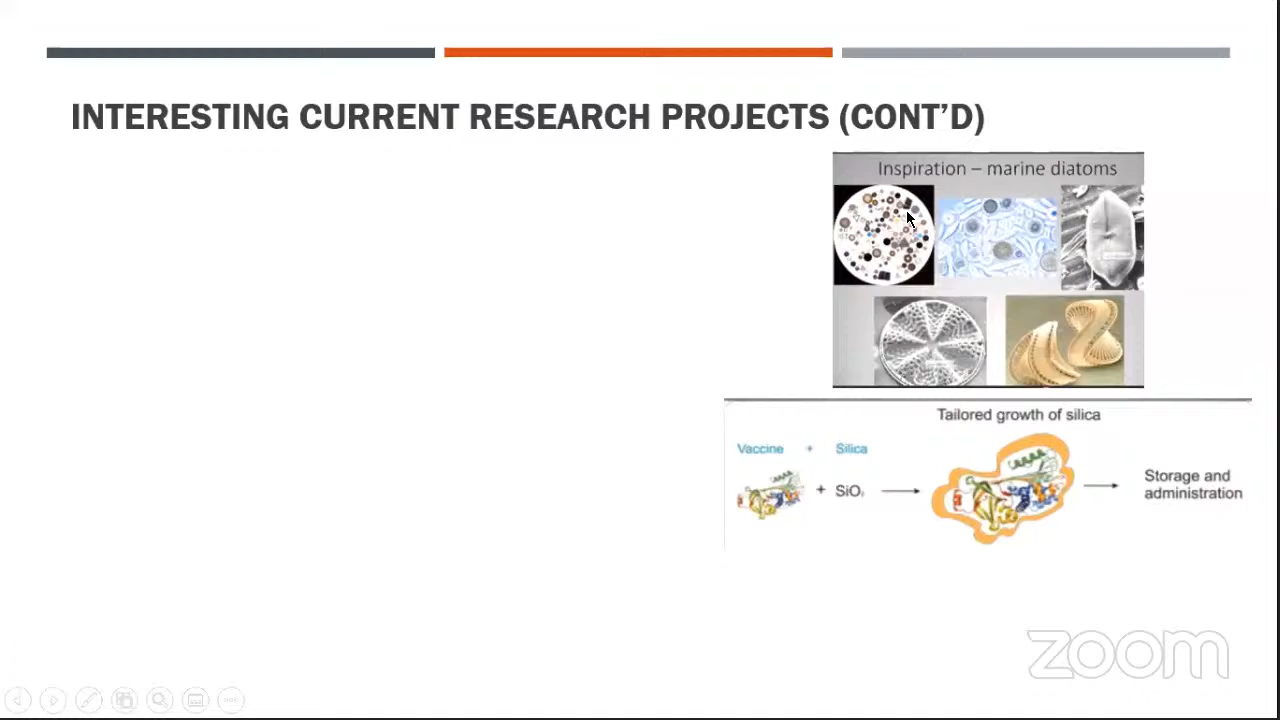 INTERESTING CURRENT RESEARCH PROJECTS (CONT'D)
Inspiration – marine diatoms
Tailored growth of silica
Vaccine + Silica
+ SiO₂
Storage and
administration
zoom